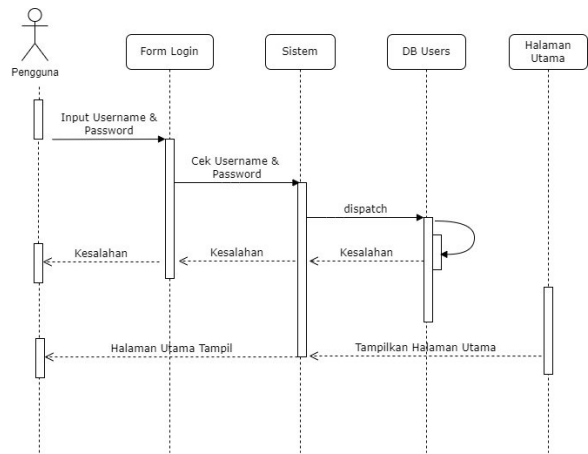 Pengguna
Form Login
Sistem
DB Users
Halaman
Utama
Input Username &
Password
Cek Username &
Password
dispatch
Kesalahan
Kesalahan
Kesalahan
Halaman Utama Tampil
Tampilkan Halaman Utama